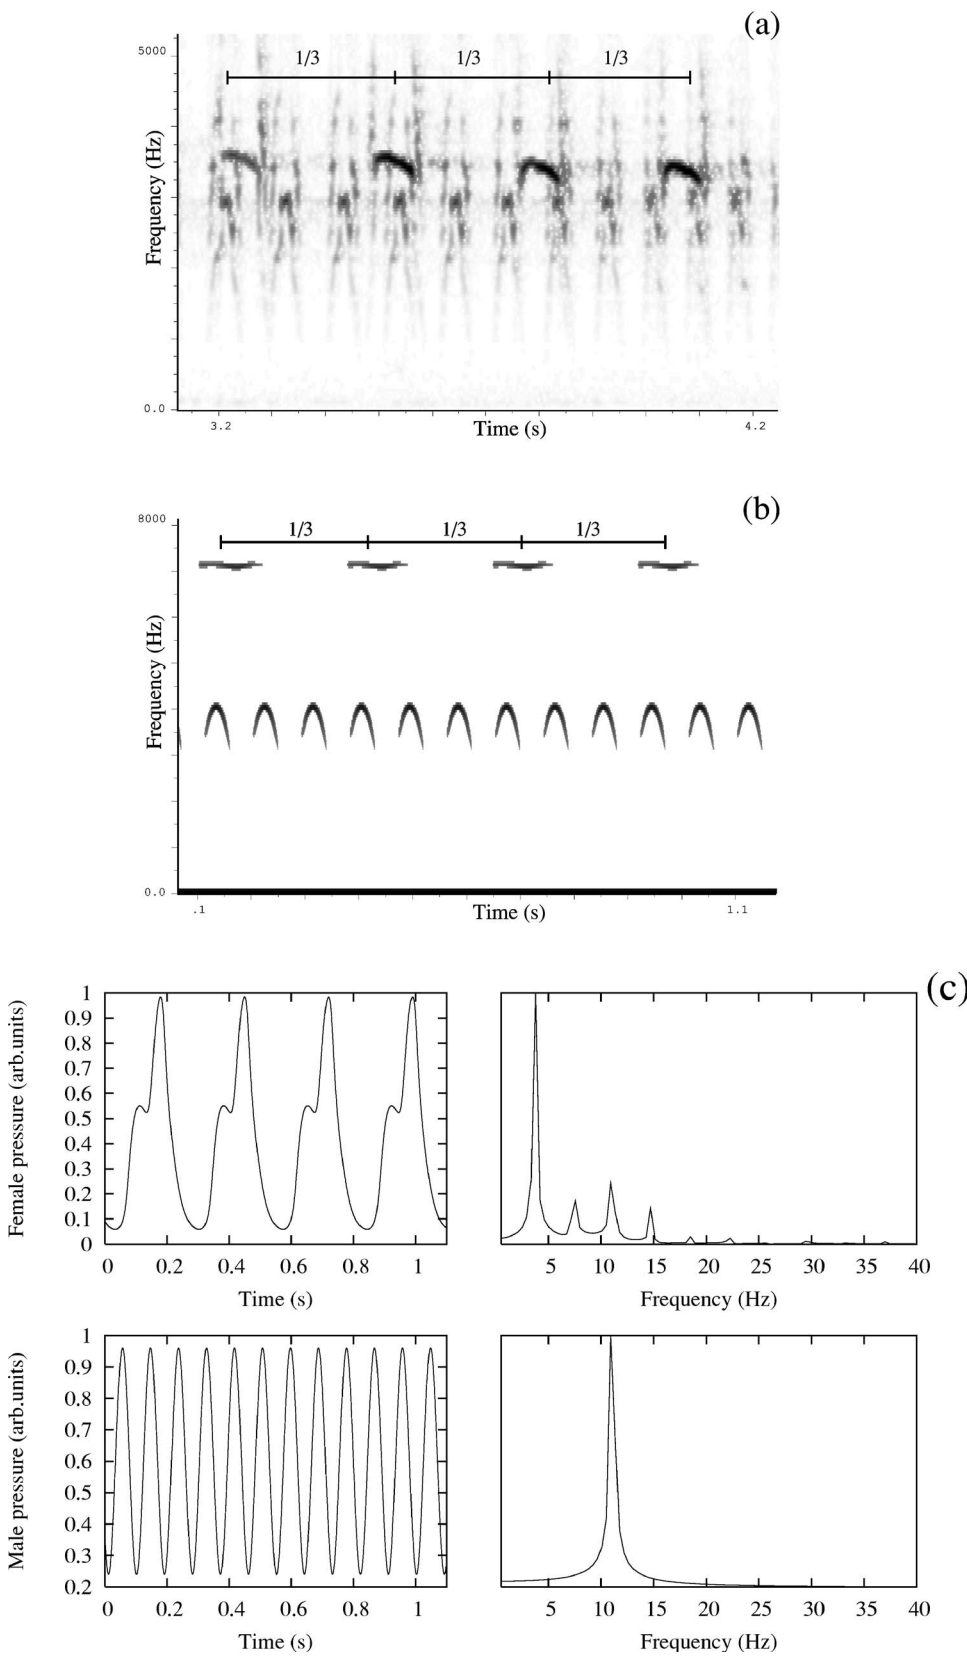 (a)
5000
1/3 1/3 1/3
Frequency (Hz)
0.0
3.2 4.2
Time (s)
(b)
8000
1/3 1/3 1/3
Frequency (Hz)
0.0
.1 1.1
Time (s)
(c)
Female pressure (arb.units)
1
0.9
0.8
0.7
0.6
0.5
0.4
0.3
0.2
0.1
0
0 0.2 0.4 0.6 0.8 1
Time (s)
5 10 15 20 25 30 35 40
Frequency (Hz)
Male pressure (arb.units)
1
0.9
0.8
0.7
0.6
0.5
0.4
0.3
0.2
0 0.2 0.4 0.6 0.8 1
Time (s)
5 10 15 20 25 30 35 40
Frequency (Hz)